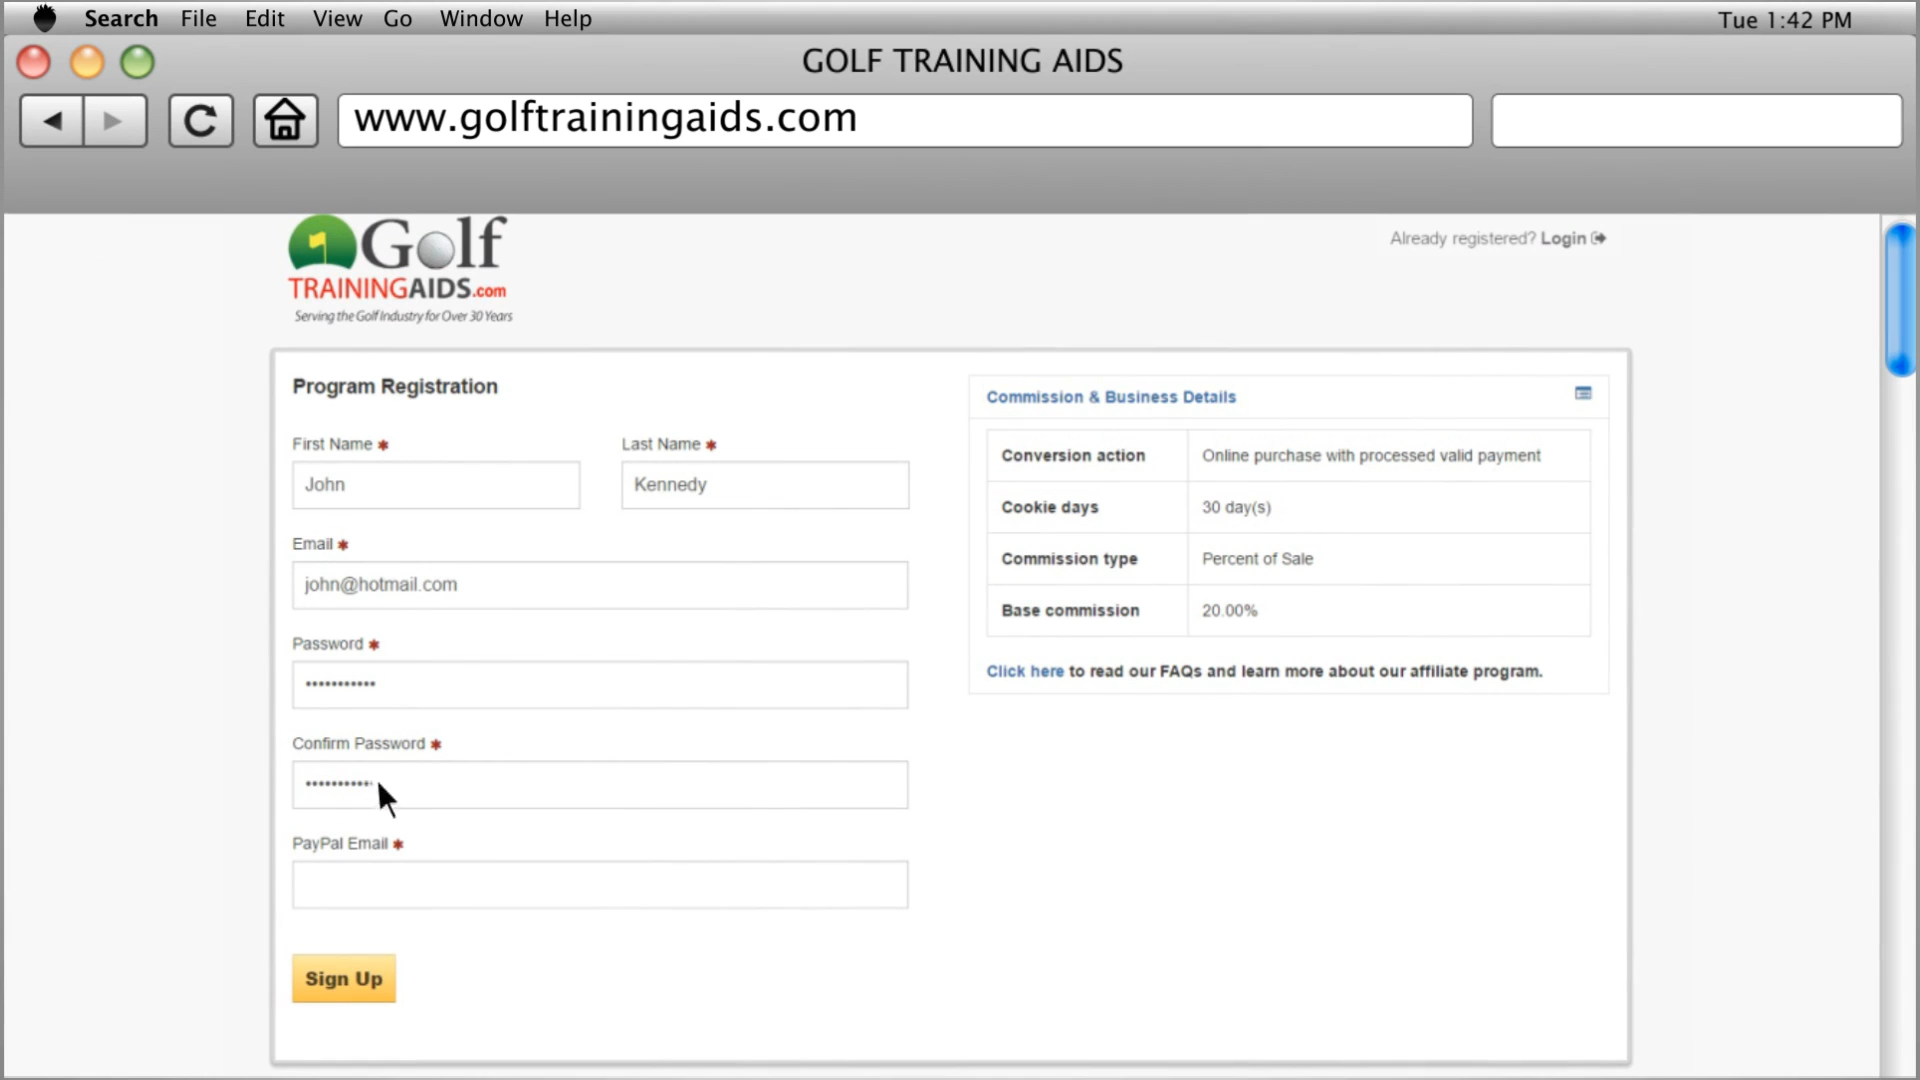 Search File Edit View Go Window Help Tue 1:42 PM
GOLF TRAINING AIDS
www.golftrainingaids.com
Golf
TRAININGAIDS.com
Serving the Golf Industry for Over 30 Years
Already registered? Login
Program Registration
First Name * Last Name *
John Kennedy
Email *
john@hotmail.com
Password *
•••••••••••
Confirm Password *
•••••••••••
PayPal Email *
Sign Up
Commission & Business Details
Conversion action Online purchase with processed valid payment
Cookie days 30 day(s)
Commission type Percent of Sale
Base commission 20.00%
Click here to read our FAQs and learn more about our affiliate program.